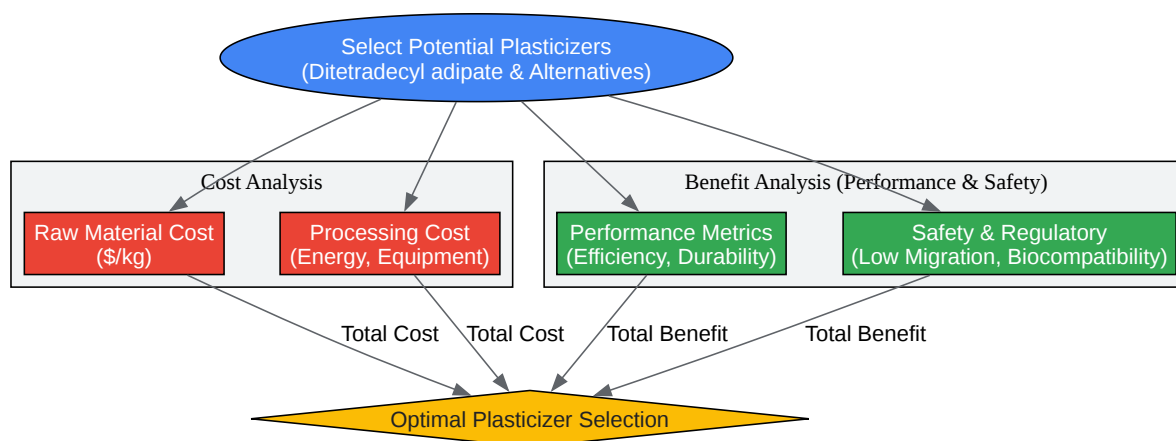 Select Potential Plasticizers
(Ditetradecyl adipate & Alternatives)
Cost Analysis
Benefit Analysis (Performance & Safety)
Raw Material Cost
($/kg)
Processing Cost
(Energy, Equipment)
Performance Metrics
(Efficiency, Durability)
Safety & Regulatory
(Low Migration, Biocompatibility)
Total Cost
Total Cost
Total Benefit
Total Benefit
Optimal Plasticizer Selection